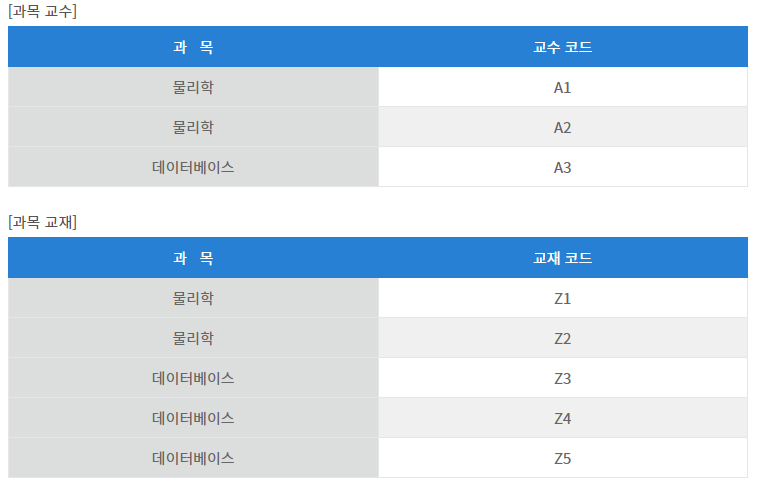 [과목 교수]
과 목 교수 코드
물리학 A1
물리학 A2
데이터베이스 A3
[과목 교재]
과 목 교재 코드
물리학 Z1
물리학 Z2
데이터베이스 Z3
데이터베이스 Z4
데이터베이스 Z5